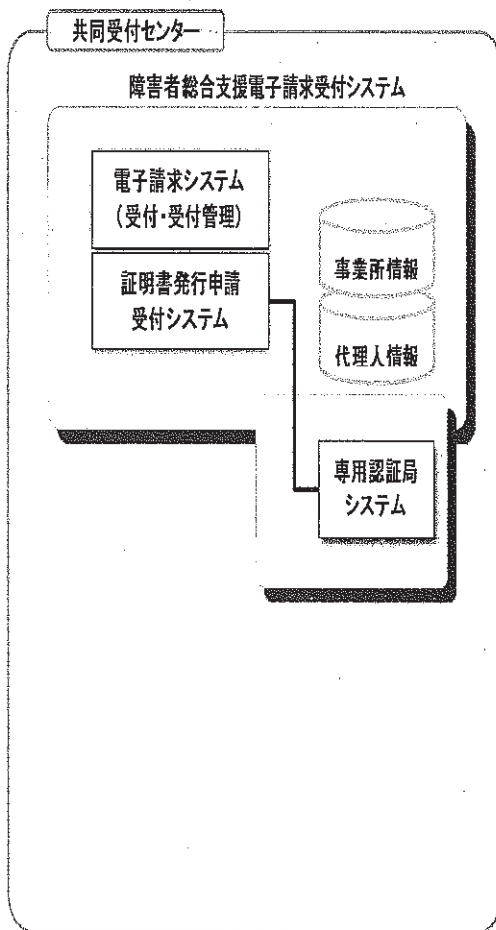 共同受付センター
障害者総合支援電子請求受付システム
電子請求システム
(受付・受付管理)
証明書発行申請
受付システム
事業所情報
代理人情報
専用認証局
システム